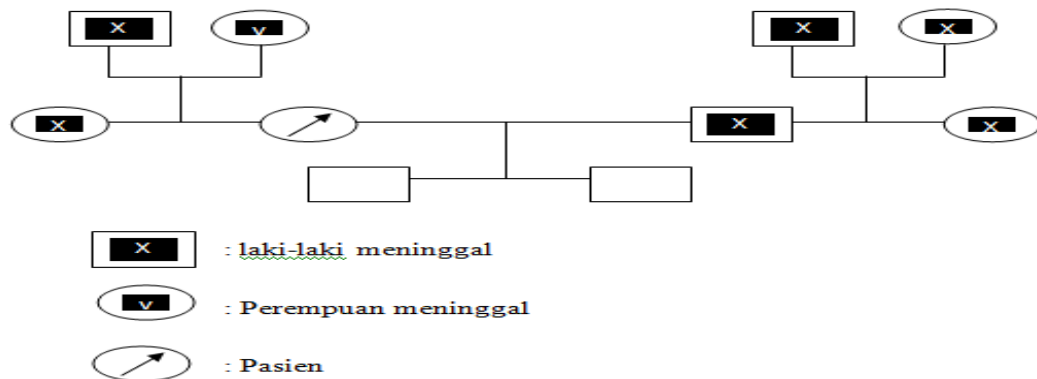 X v X X
X X X
X : laki-laki meninggal
v : Perempuan meninggal
: Pasien